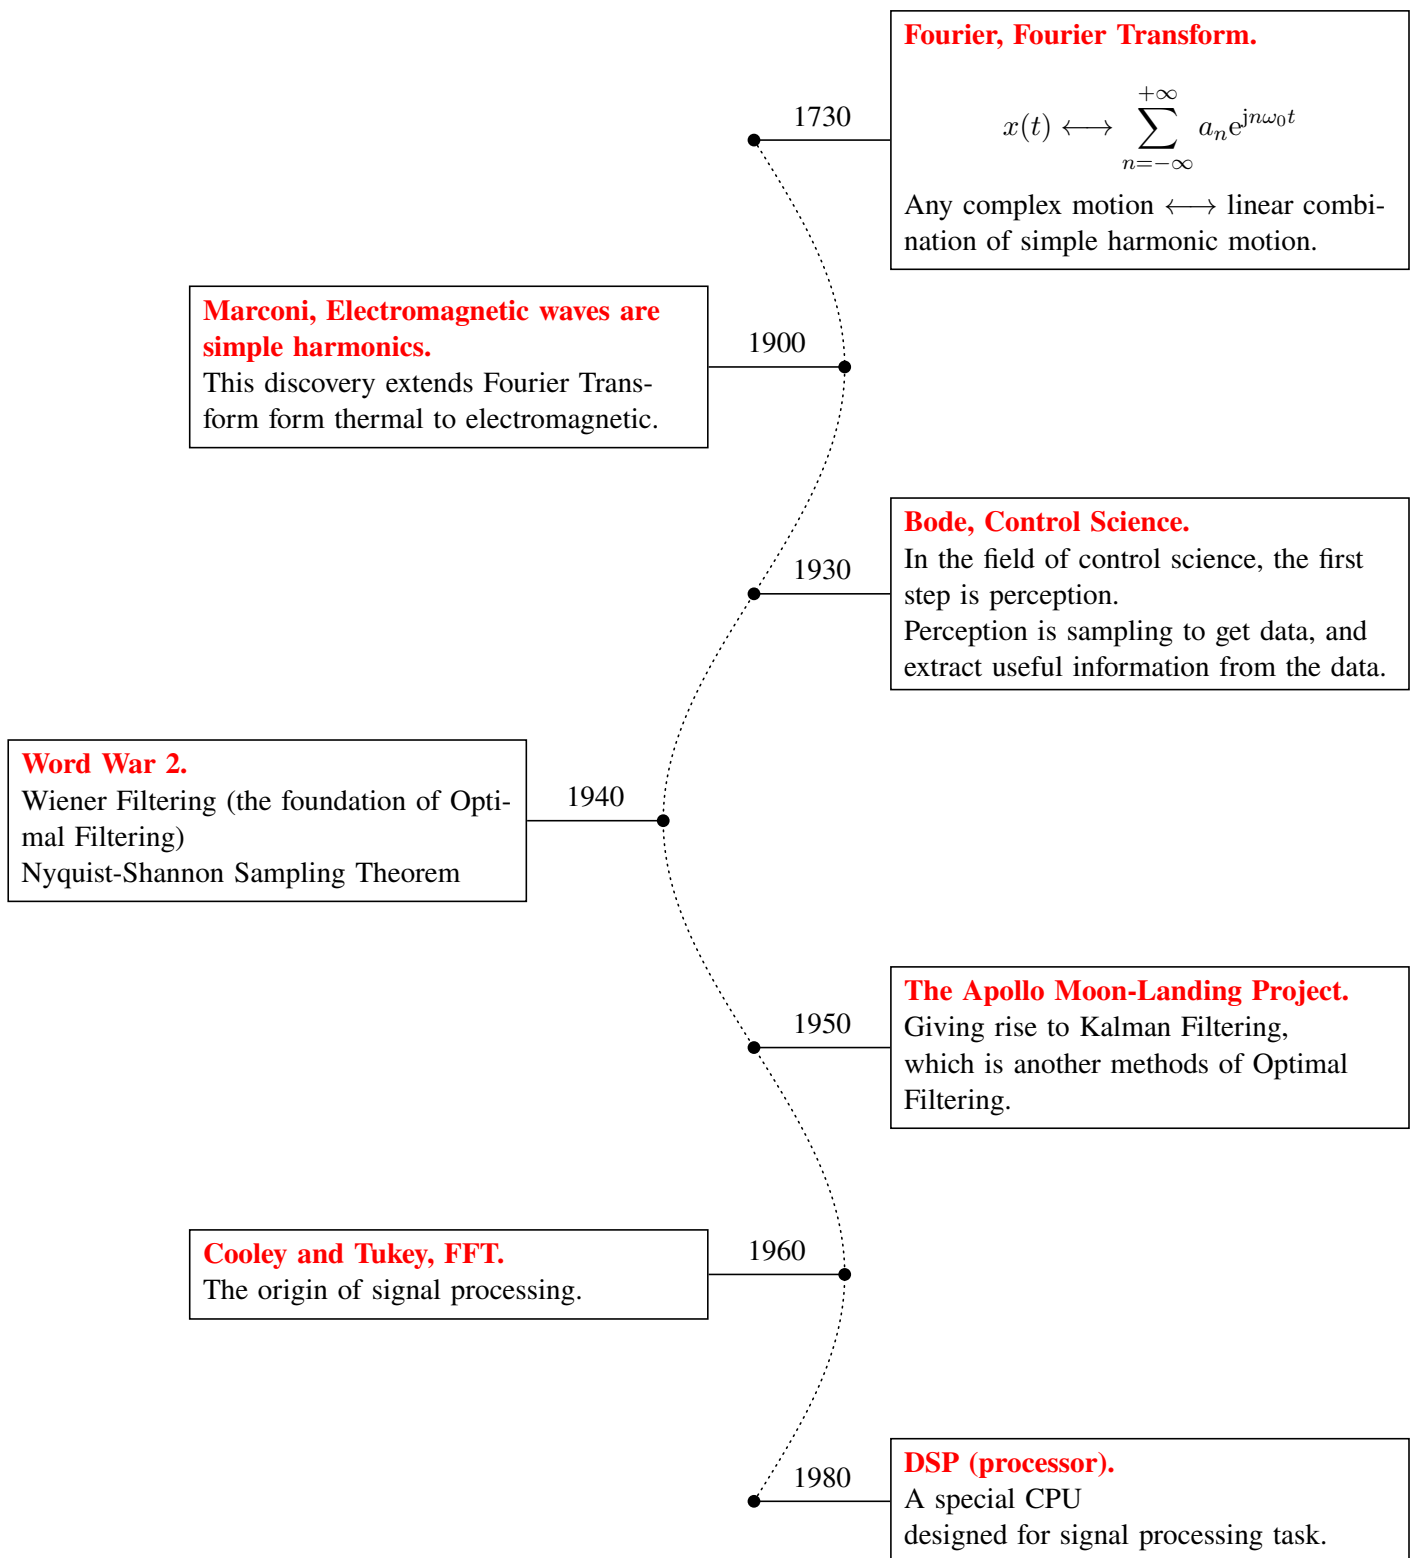 Fourier, Fourier Transform.
1730
x(t) ⟷ \sum_{n=-∞}^{+∞} a_n e^{jnω_0t}
Any complex motion ⟷ linear combi-
nation of simple harmonic motion.
Marconi, Electromagnetic waves are
simple harmonics.
This discovery extends Fourier Trans-
form form thermal to electromagnetic.
1900
Bode, Control Science.
In the field of control science, the first
step is perception.
Perception is sampling to get data, and
extract useful information from the data.
1930
Word War 2.
Wiener Filtering (the foundation of Opti-
mal Filtering)
Nyquist-Shannon Sampling Theorem
1940
The Apollo Moon-Landing Project.
Giving rise to Kalman Filtering,
which is another methods of Optimal
Filtering.
1950
Cooley and Tukey, FFT.
The origin of signal processing.
1960
DSP (processor).
A special CPU
designed for signal processing task.
1980